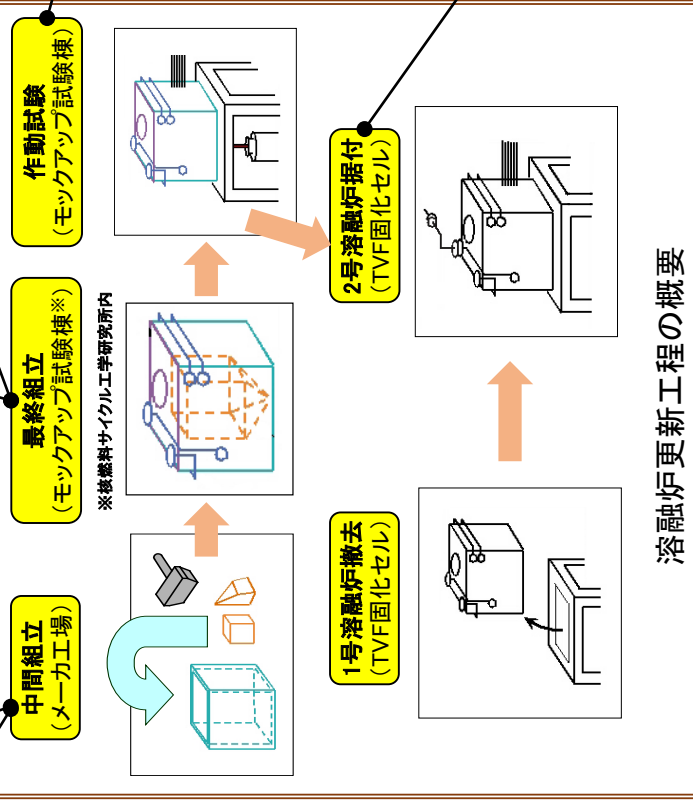 中間組立
（メーカ工場）
最終組立
（モックアップ試験棟※）
※核燃料サイクル工学研究所内
作動試験
（モックアップ試験棟）
1号溶融炉撤去
（TVF固化セル）
2号溶融炉据付
（TVF固化セル）
溶融炉更新工程の概要